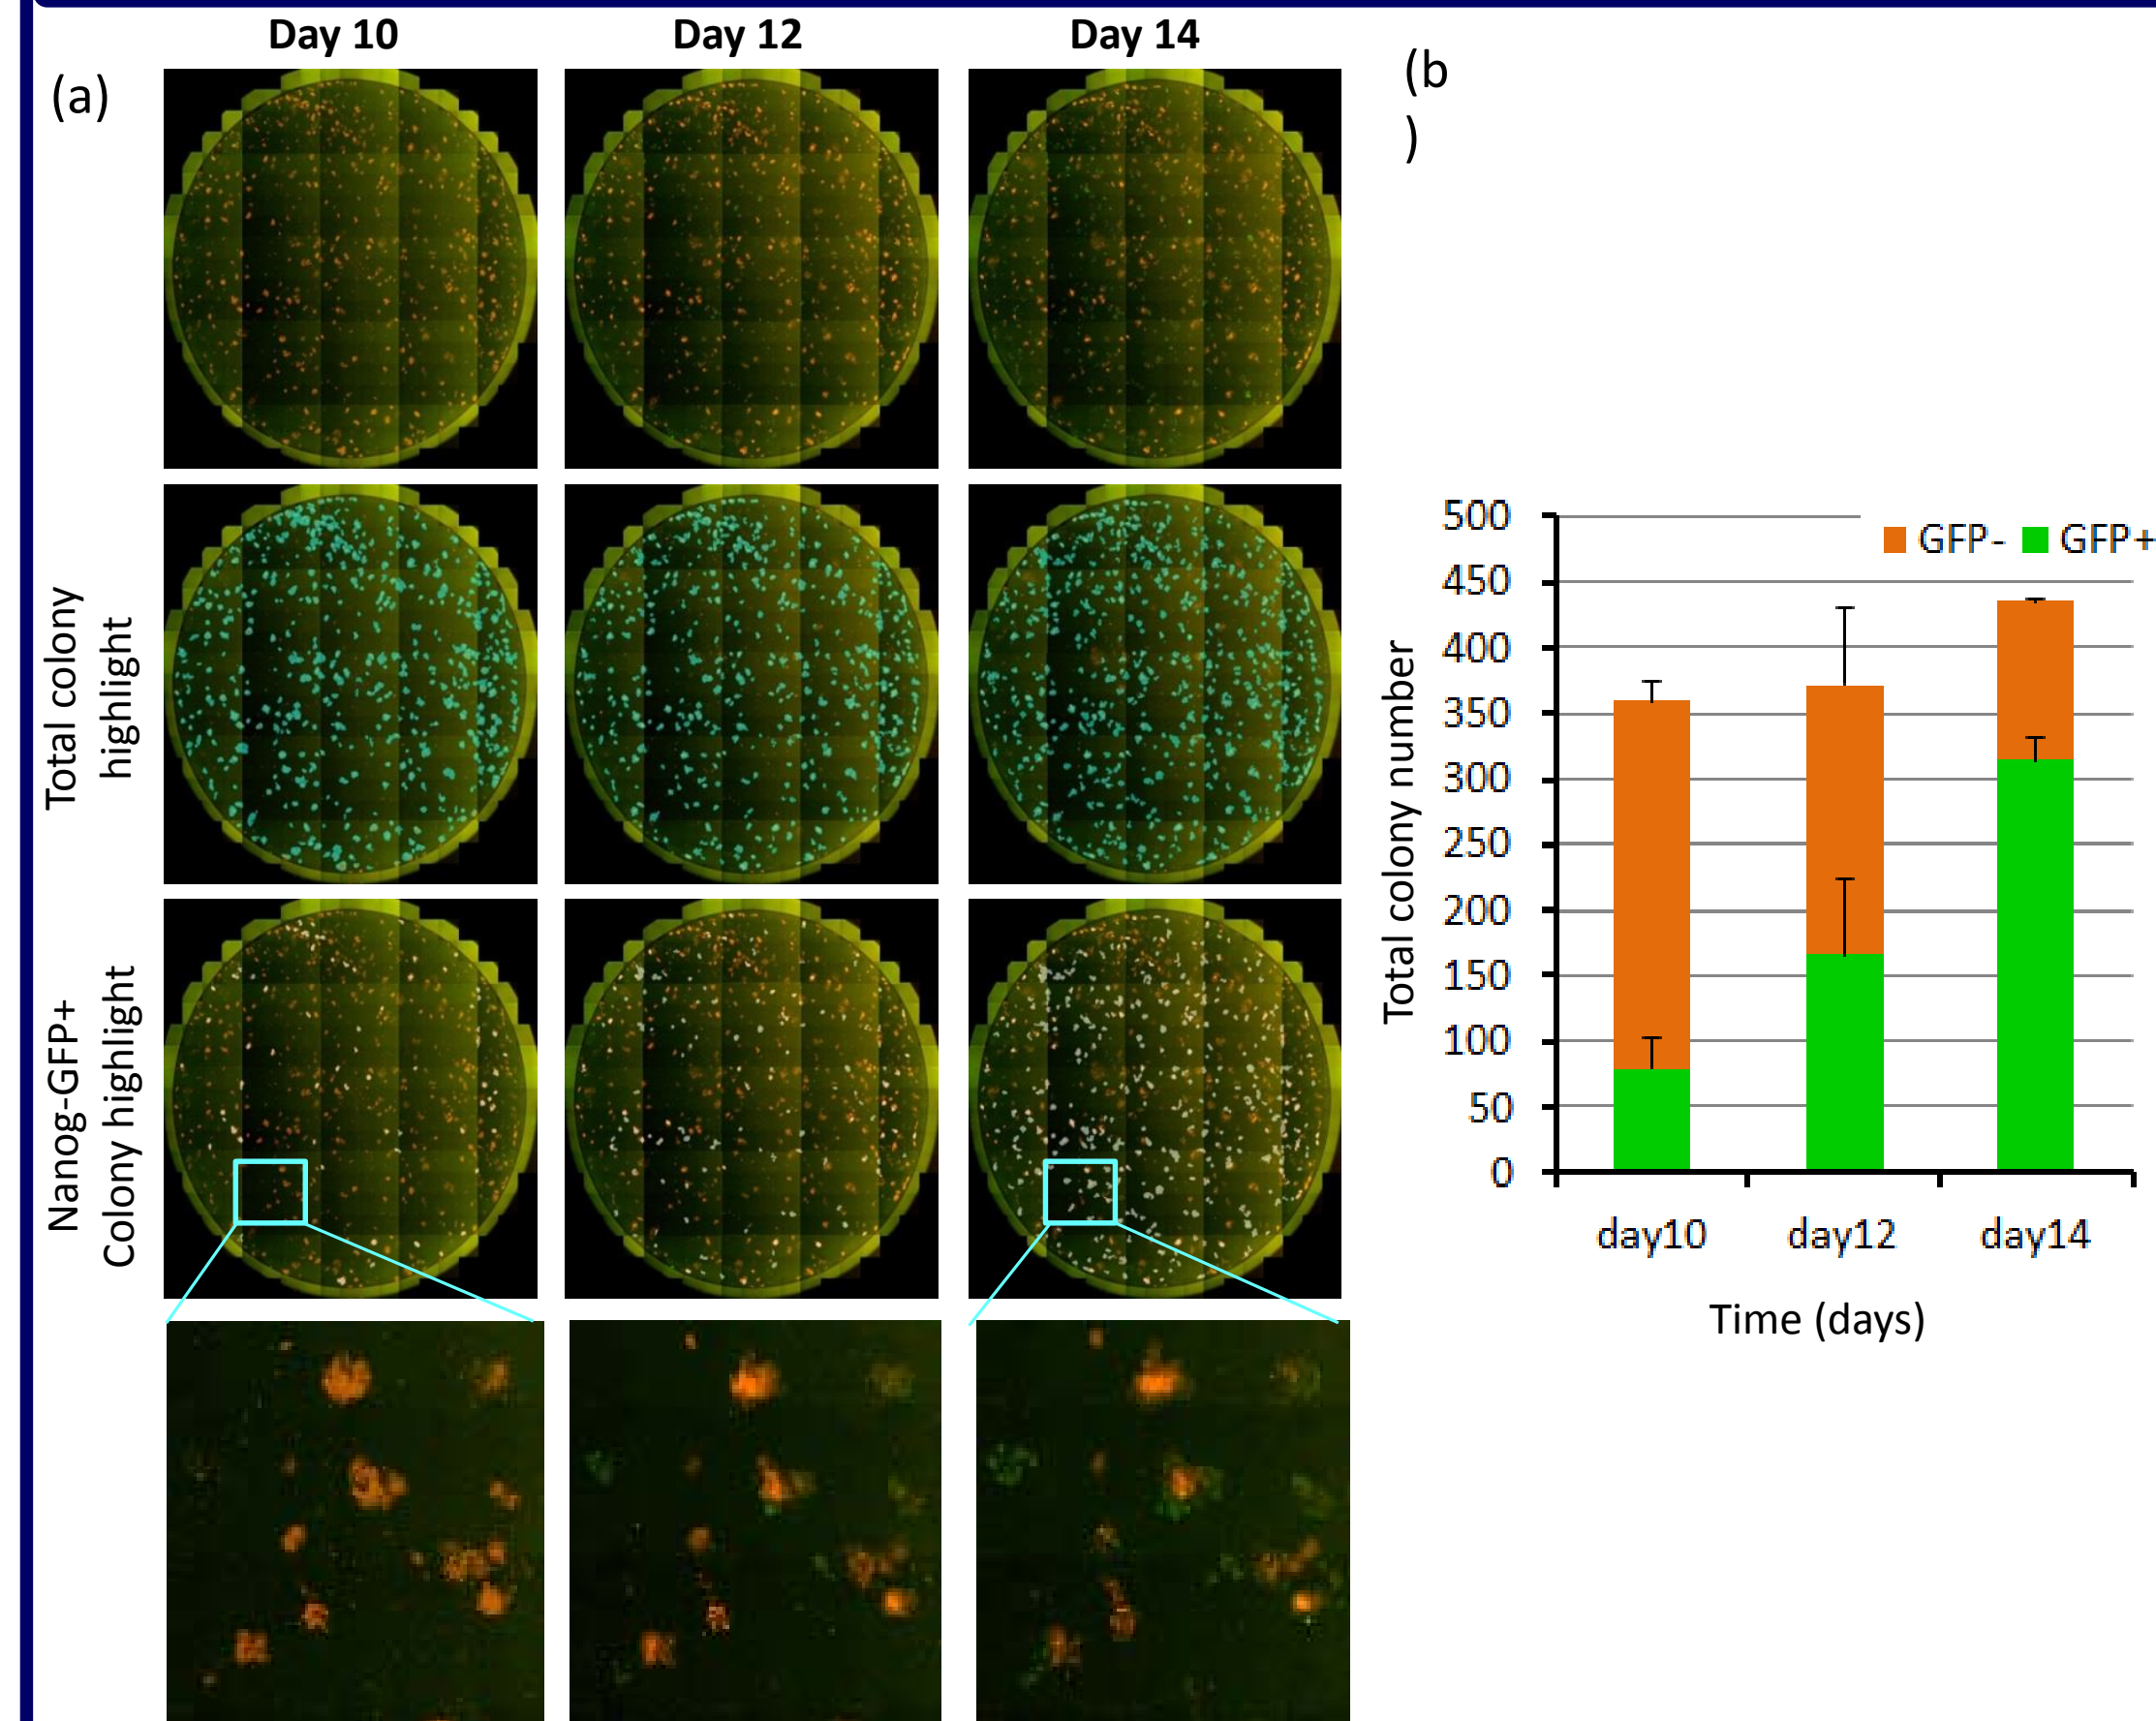 Day 10
Day 12
Day 14
(a)
(b
)
Total colony
highlight
Nanog-GFP+
Colony highlight
Total colony number
500
450
400
350
300
250
200
150
100
50
0
GFP-
GFP+
day10
day12
day14
Time (days)